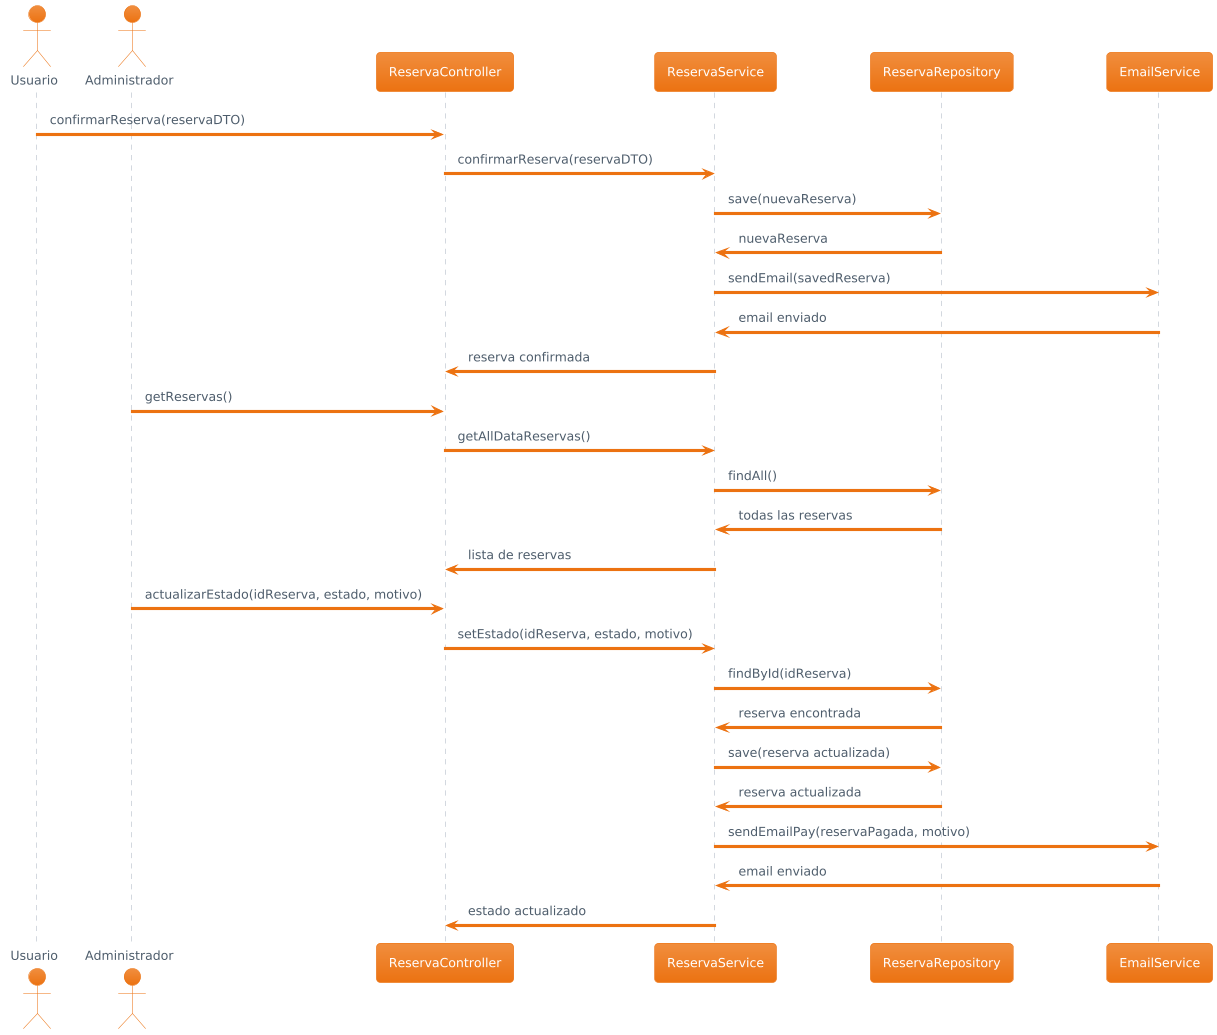 Usuario
Administrador
ReservaController
ReservaService
ReservaRepository
EmailService
confirmarReserva(reservaDTO)
confirmarReserva(reservaDTO)
save(nuevaReserva)
nuevaReserva
sendEmail(savedReserva)
email enviado
reserva confirmada
getReservas()
getAllDataReservas()
findAll()
todas las reservas
lista de reservas
actualizarEstado(idReserva, estado, motivo)
setEstado(idReserva, estado, motivo)
findById(idReserva)
reserva encontrada
save(reserva actualizada)
reserva actualizada
sendEmailPay(reservaPagada, motivo)
email enviado
estado actualizado
Usuario
Administrador
ReservaController
ReservaService
ReservaRepository
EmailService